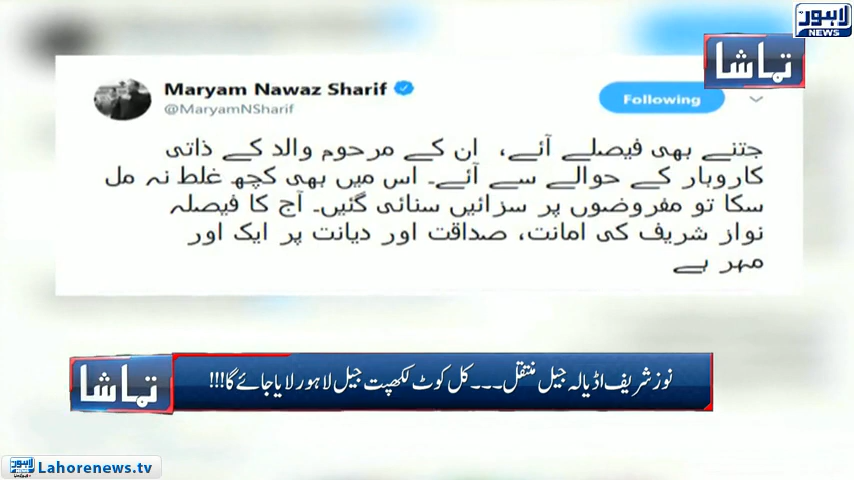 لاہور
NEWS
تماشا
Maryam Nawaz Sharif
@MaryamNSharif
Following
جتنے بھی فیصلے آئے، ان کے مرحوم والد کے ذاتی
کاروبار کے حوالے سے آئے۔ اس میں بھی کچھ غلط نہ مل
سکا تو مفروضوں پر سزائیں سنائی گئیں۔ آج کا فیصلہ
نواز شریف کی امانت، صداقت اور دیانت پر ایک اور
مہر ہے
نوز شریف اڈیالہ جیل منتقل۔۔۔کل کوٹ لکھپت جیل لاہور لایا جائے گا!!!
تماشا
Lahorenews.tv